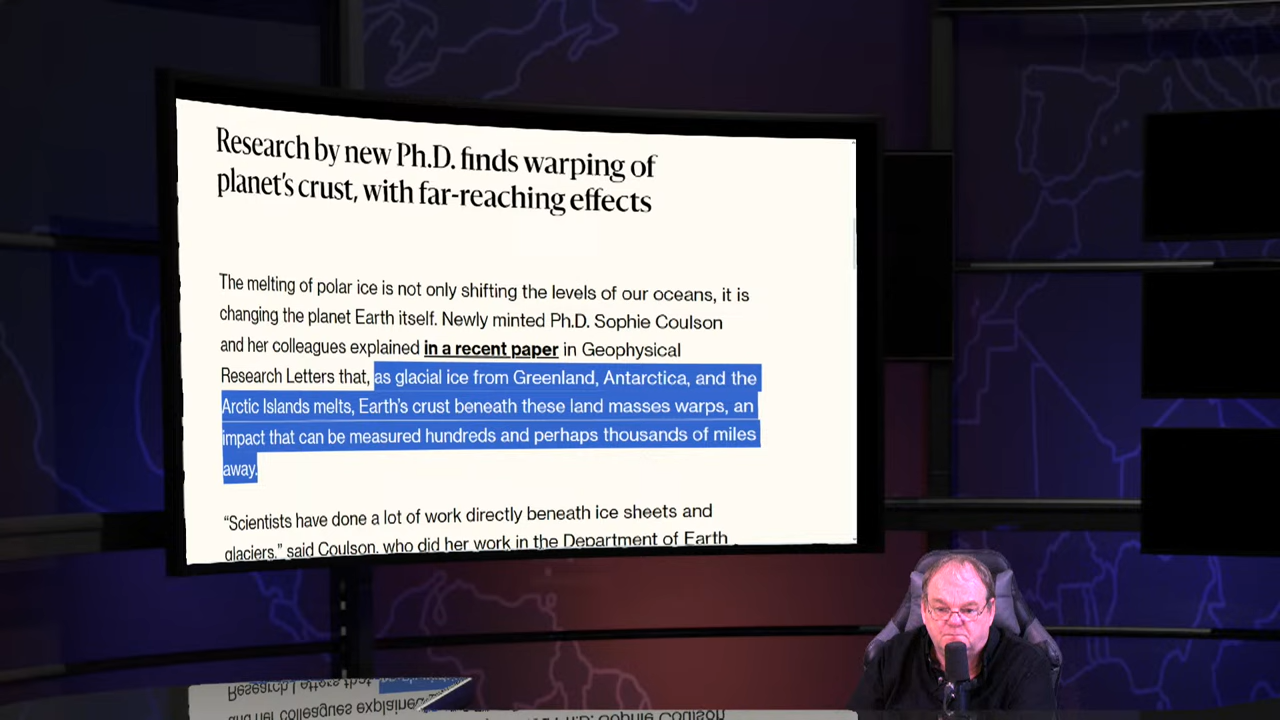 Research by new Ph.D. finds warping of
planet's crust, with far-reaching effects
The melting of polar ice is not only shifting the levels of our oceans, it is
changing the planet Earth itself. Newly minted Ph.D. Sophie Coulson
and her colleagues explained in a recent paper in Geophysical
Research Letters that, as glacial ice from Greenland, Antarctica, and the
Arctic Islands melts, Earth's crust beneath these land masses warps, an
impact that can be measured hundreds and perhaps thousands of miles
away.
“Scientists have done a lot of work directly beneath ice sheets and
glaciers,” said Coulson, who did her work in the Department of Earth